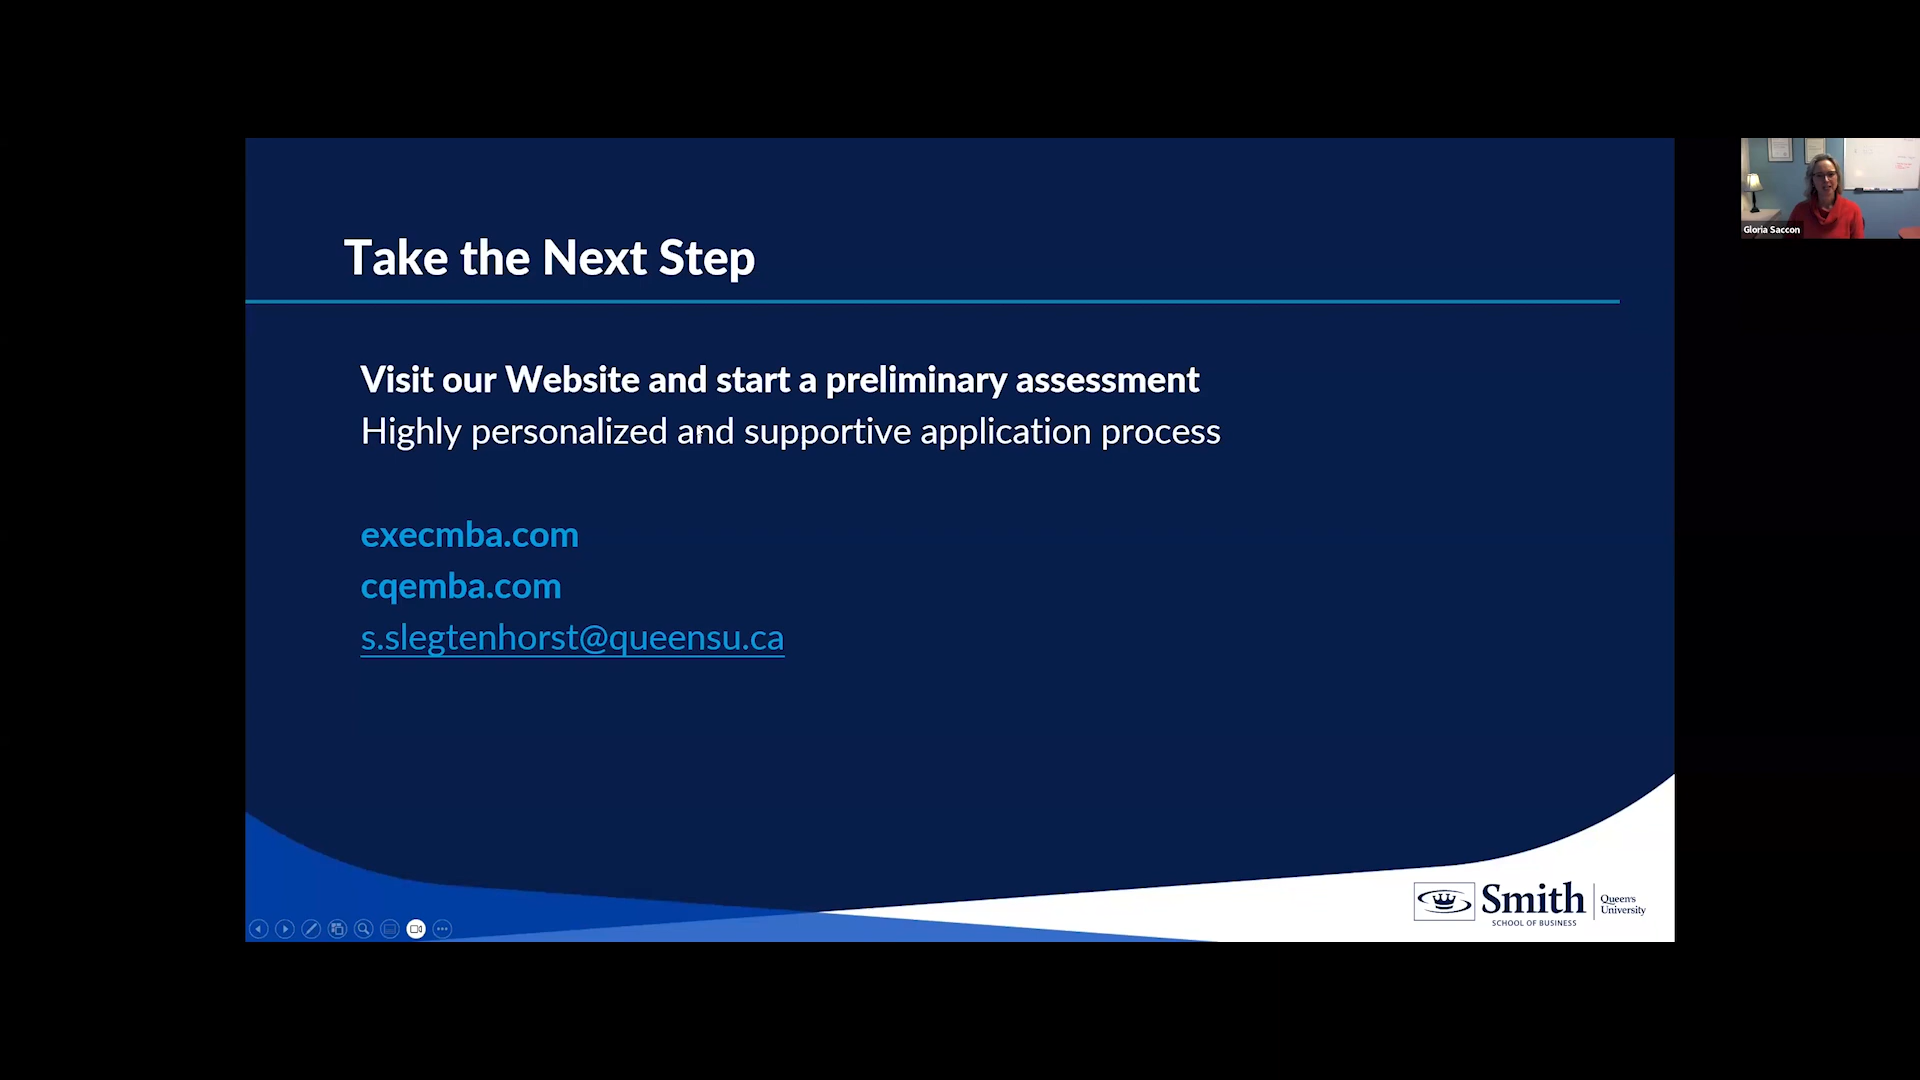 Take the Next Step
Visit our Website and start a preliminary assessment
Highly personalized and supportive application process
execmba.com
cqemba.com
s.slegtenhorst@queensu.ca
Gloria Saccon
Smith
SCHOOL OF BUSINESS
Queen's
University